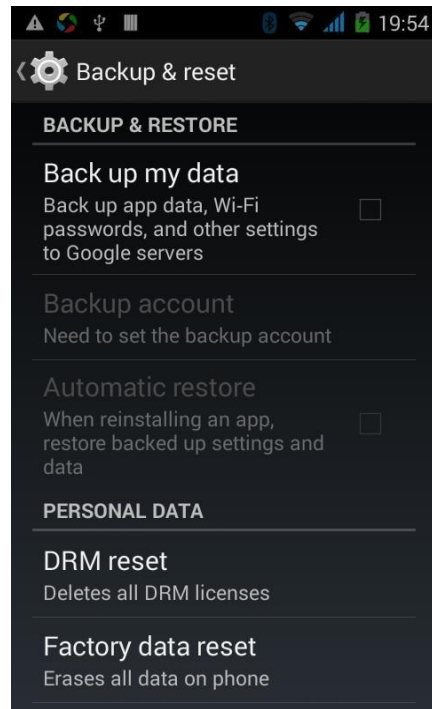 19:54
Backup & reset
BACKUP & RESTORE
Back up my data
Back up app data, Wi-Fi
passwords, and other settings
to Google servers
Backup account
Need to set the backup account
Automatic restore
When reinstalling an app,
restore backed up settings and
data
PERSONAL DATA
DRM reset
Deletes all DRM licenses
Factory data reset
Erases all data on phone